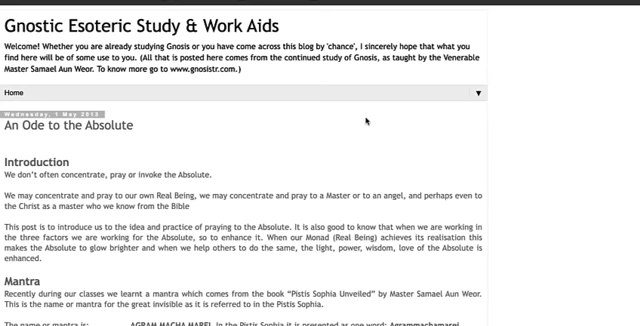 Gnostic Esoteric Study & Work Aids
Welcome! Whether you are already studying Gnosis or you have come across this blog by 'chance', I sincerely hope that what you
find here will be of some use to you. (All that is posted here comes from the continued study of Gnosis, as taught by the Venerable
Master Samael Aun Weor. To know more go to www.gnosistr.com.)
Home ▼
Wednesday, 1 May 2013
An Ode to the Absolute
Introduction
We don't often concentrate, pray or invoke the Absolute.
We may concentrate and pray to our own Real Being, we may concentrate and pray to a Master or to an angel, and perhaps even to
the Christ as a master who we know from the Bible
This post is to introduce us to the idea and practice of praying to the Absolute. It is also good to know that when we are working in
the three factors we are working for the Absolute, so to enhance it. When our Monad (Real Being) achieves its realisation this
makes the Absolute to glow brighter and when we help others to do the same, the light, power, wisdom, love of the Absolute is
enhanced.
Mantra
Recently during our classes we learnt a mantra which comes from the book "Pistis Sophia Unveiled" by Master Samael Aun Weor.
This is the name or mantra for the great invisible as it is referred to in the Pistis Sophia.
The name or mantra is: AGRAM HACHA MAREI. In the Pistis Sophia it is presented as one word: Agrammachamarei.